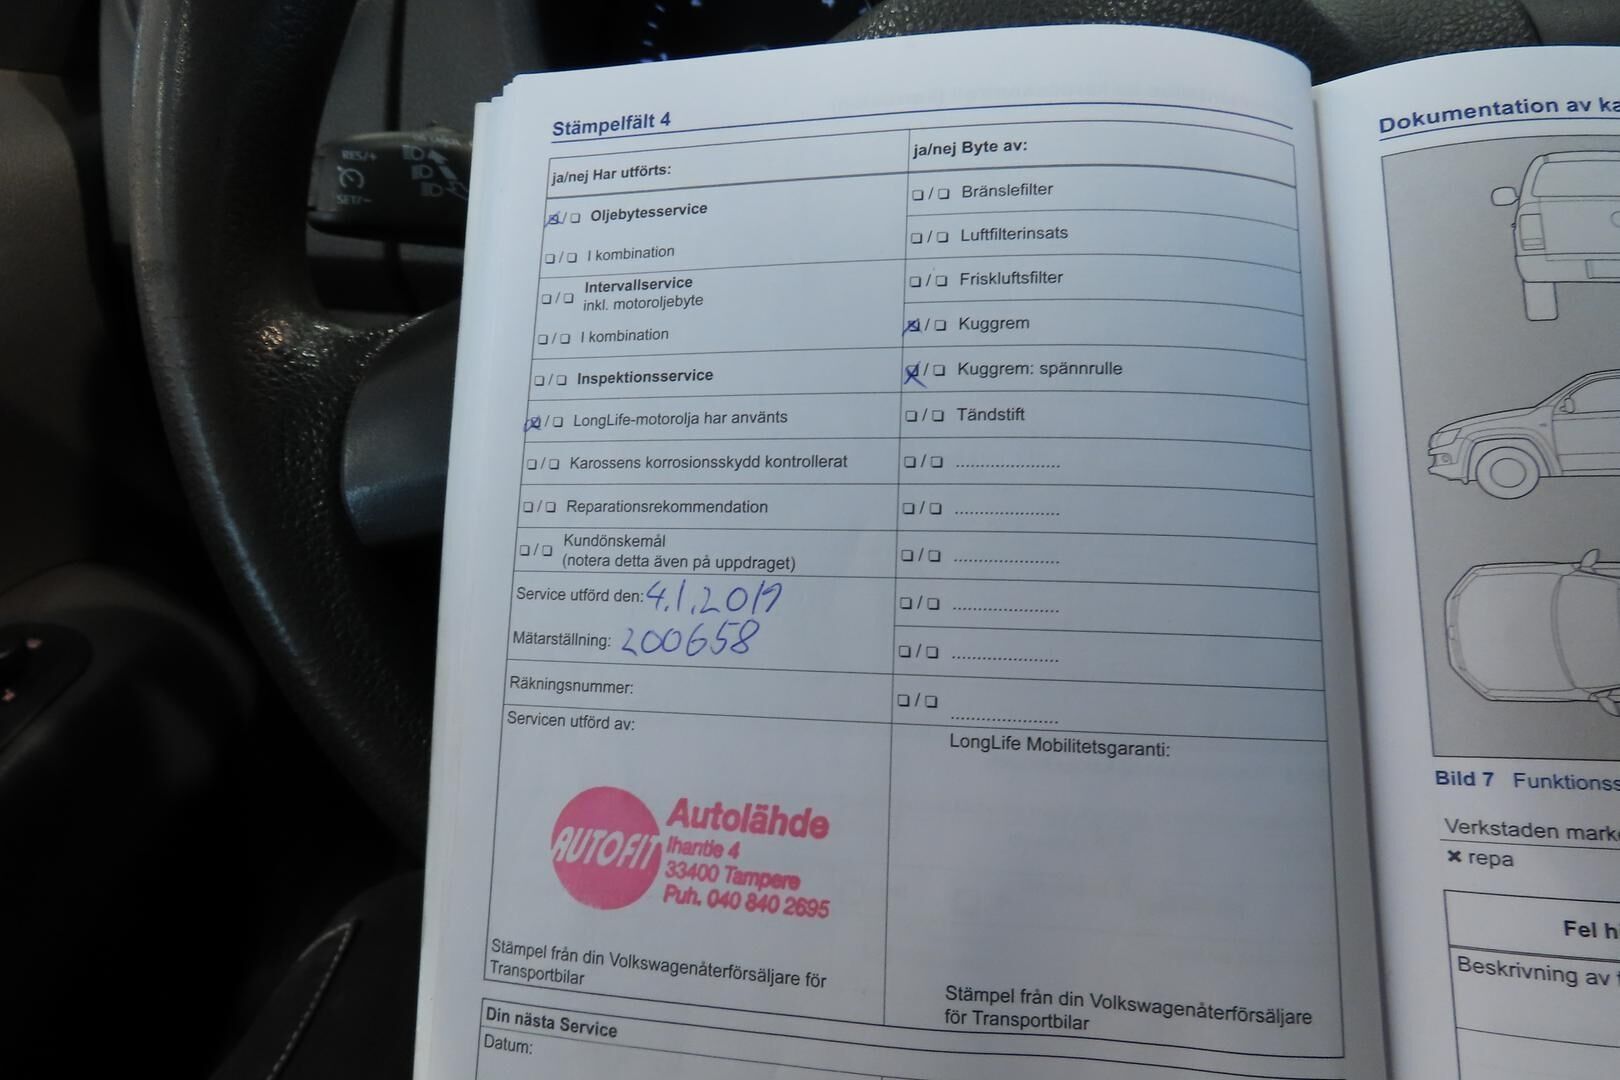 RES/+
SET/-
Stämpelfält 4
ja/nej Har utförts:
Oljebytesservice
I kombination
Intervallservice
inkl. motoroljebyte
I kombination
Inspektionsservice
LongLife-motorolja har använts
Karossens korrosionsskydd kontrollerat
Reparationsrekommendation
Kundönskemål
(notera detta även på uppdraget)
Service utförd den: 4.1.2019
Mätarställning: 200658
Räkningsnummer:
Servicen utförd av:
AUTOFIT
Autolähde
Ihantie 4
33400 Tampere
Puh. 040 840 2695
Stämpel från din Volkswagenåterförsäljare för
Transportbilar
ja/nej Byte av:
Bränslefilter
Luftfilterinsats
Friskluftsfilter
Kuggrem
Kuggrem: spännrulle
Tändstift
LongLife Mobilitetsgaranti:
Stämpel från din Volkswagenåterförsäljare
för Transportbilar
Din nästa Service
Datum:
Dokumentation av
Bild 7
Verkstaden
× repa
Fel
Beskrivning av